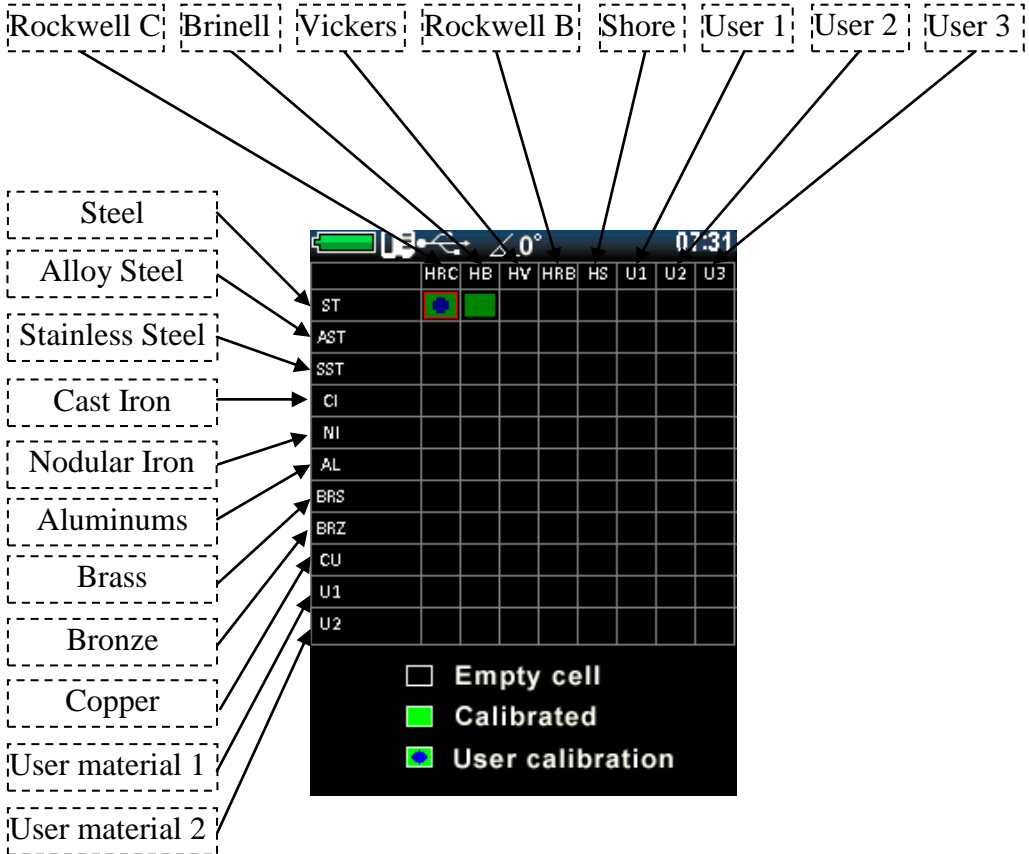 Rockwell C Brinell Vickers Rockwell B Shore User 1 User 2 User 3
Steel
Alloy Steel
Stainless Steel
Cast Iron
Nodular Iron
Aluminums
Brass
Bronze
Copper
User material 1
User material 2
0° 07:31
HRC HB HV HRB HS U1 U2 U3
ST
AST
SST
CI
NI
AL
BRS
BRZ
CU
U1
U2
Empty cell
Calibrated
User calibration